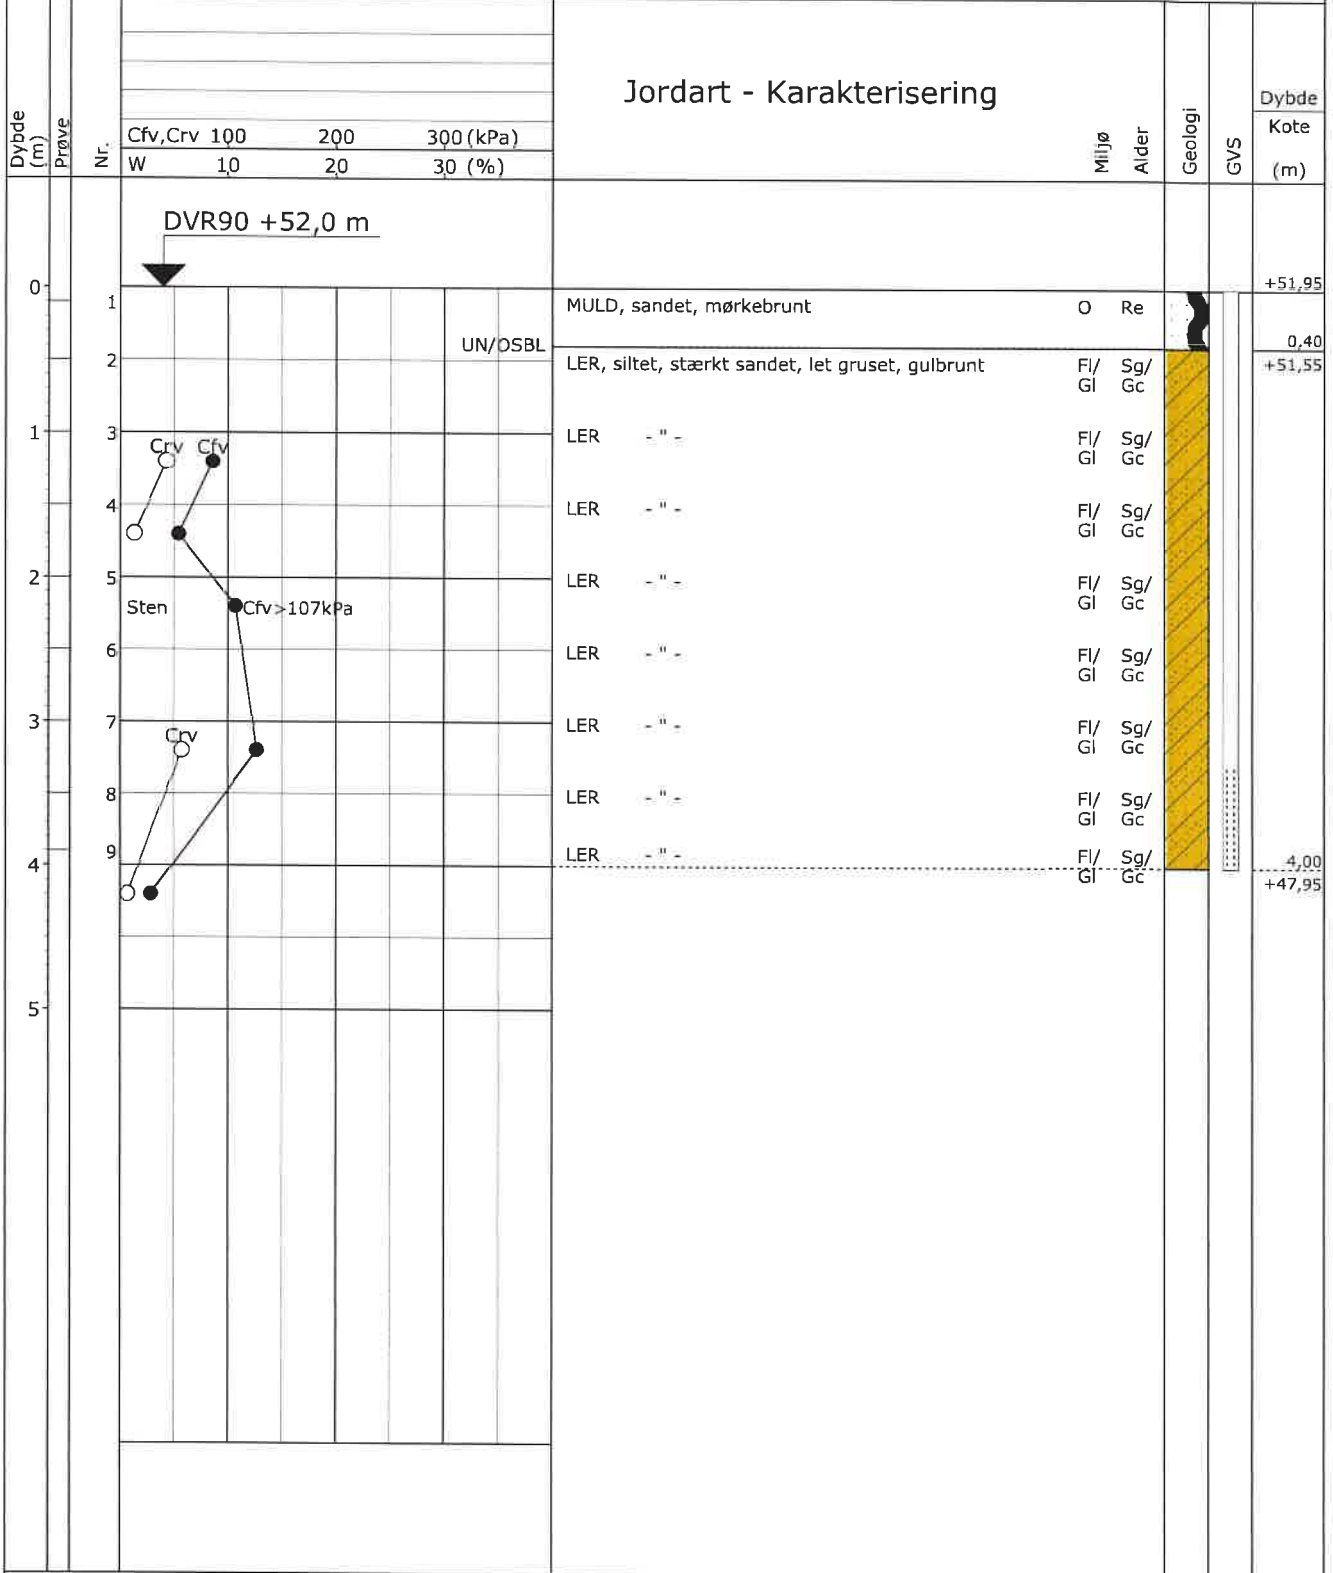 Jordart - Karakterisering
Dybde (m)
Prøve
Nr.
Cfv,Crv 100 200 300 (kPa)
W 10 20 30 (%)
Miljø
Alder
Geologi
GVS
Dybde
Kote
(m)
DVR90 +52,0 m
0
+51,95
1 MULD, sandet, mørkebrunt O Re
UN/OSBL
0,40
2 LER, siltet, stærkt sandet, let gruset, gulbrunt Fl/ Sg/
+51,55
Gl Gc
1 3 LER - " - Fl/ Sg/
Crv Cfv
Gl Gc
4 LER - " - Fl/ Sg/
Gl Gc
2 5 LER - " - Fl/ Sg/
Sten Cfv>107kPa
Gl Gc
6 LER - " - Fl/ Sg/
Gl Gc
3 7 LER - " - Fl/ Sg/
Crv
Gl Gc
8 LER - " - Fl/ Sg/
Gl Gc
9 LER - " - Fl/ Sg/
4
4,00
Gl Gc
+47,95
5